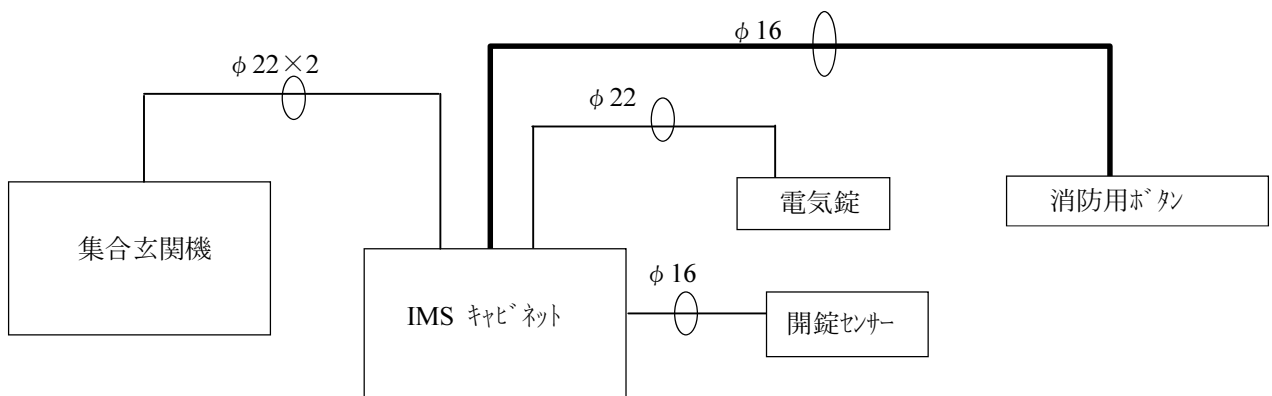 φ16
φ22×2
φ22
電気錠
消防用ﾎﾞﾀﾝ
集合玄関機
φ16
IMS ｷｬﾋﾞﾈｯﾄ
開錠ｾﾝｻｰ